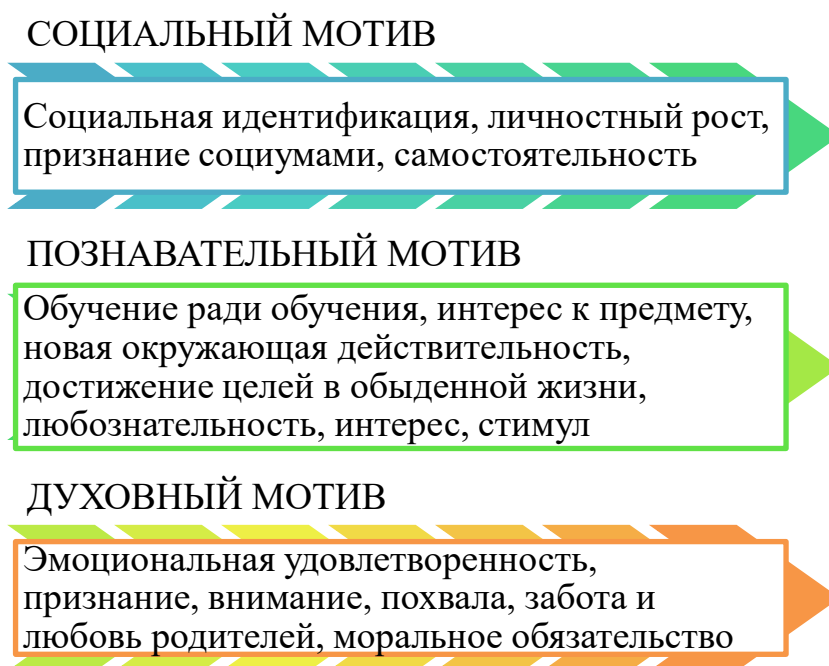 СОЦИАЛЬНЫЙ МОТИВ
Социальная идентификация, личностный рост,
признание социумами, самостоятельность
ПОЗНАВАТЕЛЬНЫЙ МОТИВ
Обучение ради обучения, интерес к предмету,
новая окружающая действительность,
достижение целей в обыденной жизни,
любознательность, интерес, стимул
ДУХОВНЫЙ МОТИВ
Эмоциональная удовлетворенность,
признание, внимание, похвала, забота и
любовь родителей, моральное обязательство